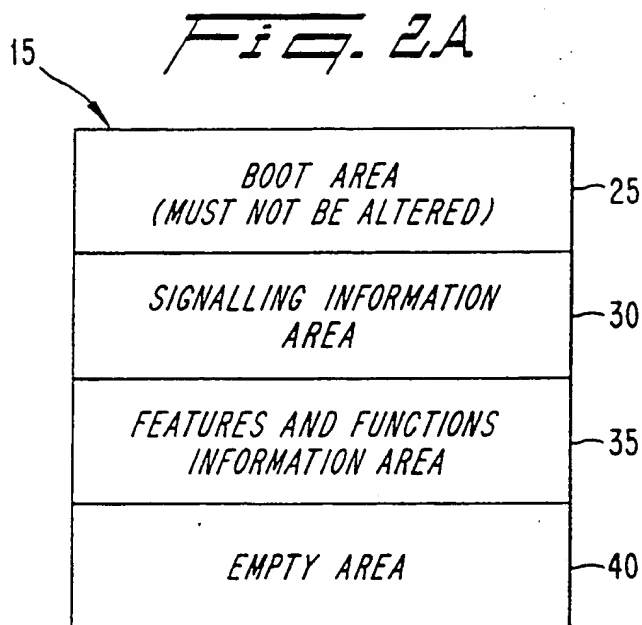 Fig. 2A
15
BOOT AREA
(MUST NOT BE ALTERED)
25
SIGNALLING INFORMATION
AREA
30
FEATURES AND FUNCTIONS
INFORMATION AREA
35
EMPTY AREA
40